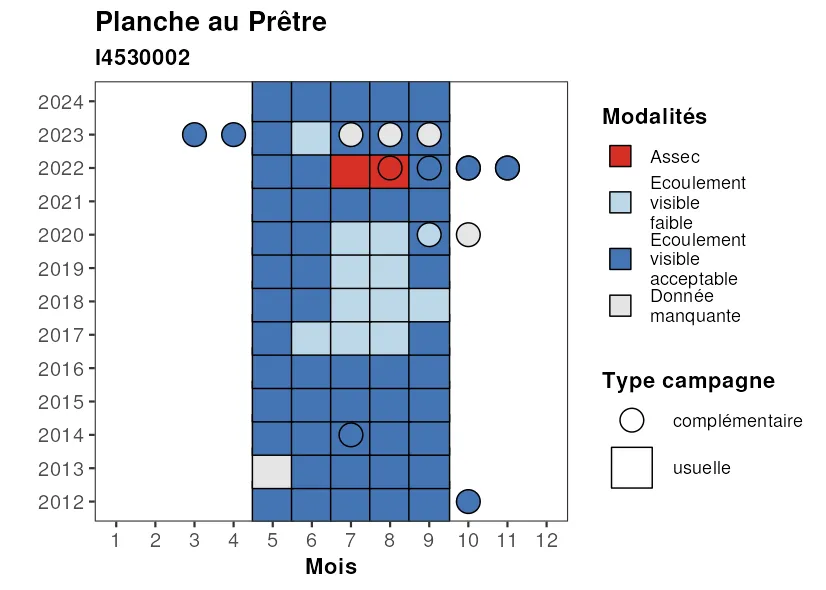 Planche au Prêtre
I4530002
2024
2023
2022
2021
2020
2019
2018
2017
2016
2015
2014
2013
2012
1 2 3 4 5 6 7 8 9 10 11 12
Mois
Modalités
Assec
Ecoulement
visible
faible
Ecoulement
visible
acceptable
Donnée
manquante
Type campagne
complémentaire
usuelle